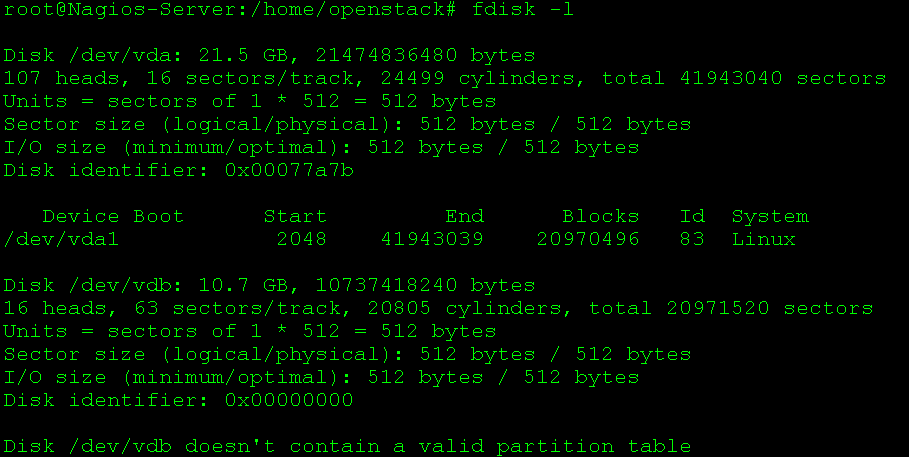 root@Nagios-Server:/home/openstack# fdisk -l
Disk /dev/vda: 21.5 GB, 21474836480 bytes
107 heads, 16 sectors/track, 24499 cylinders, total 41943040 sectors
Units = sectors of 1 * 512 = 512 bytes
Sector size (logical/physical): 512 bytes / 512 bytes
I/O size (minimum/optimal): 512 bytes / 512 bytes
Disk identifier: 0x00077a7b
Device Boot Start End Blocks Id System
/dev/vda1 2048 41943039 20970496 83 Linux
Disk /dev/vdb: 10.7 GB, 10737418240 bytes
16 heads, 63 sectors/track, 20805 cylinders, total 20971520 sectors
Units = sectors of 1 * 512 = 512 bytes
Sector size (logical/physical): 512 bytes / 512 bytes
I/O size (minimum/optimal): 512 bytes / 512 bytes
Disk identifier: 0x00000000
Disk /dev/vdb doesn't contain a valid partition table